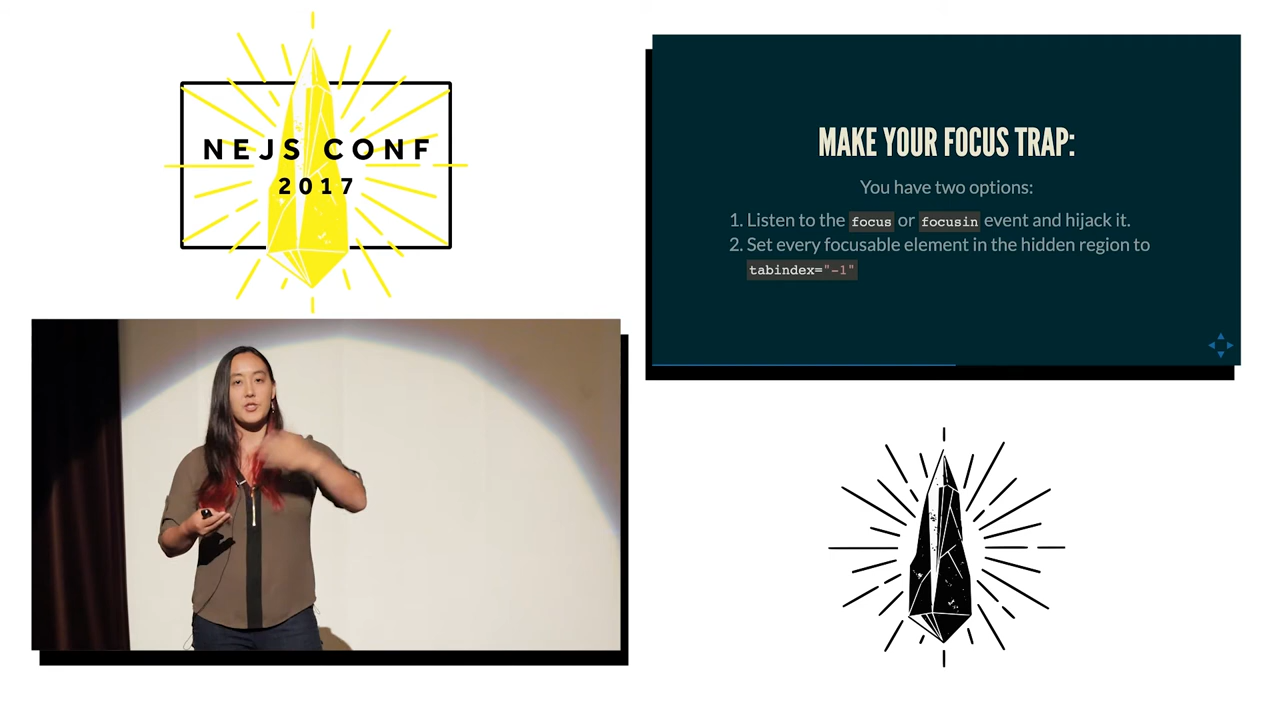 NEJS CONF
2017
MAKE YOUR FOCUS TRAP:
You have two options:
1. Listen to the focus or focusin event and hijack it.
2. Set every focusable element in the hidden region to
tabindex="-1"